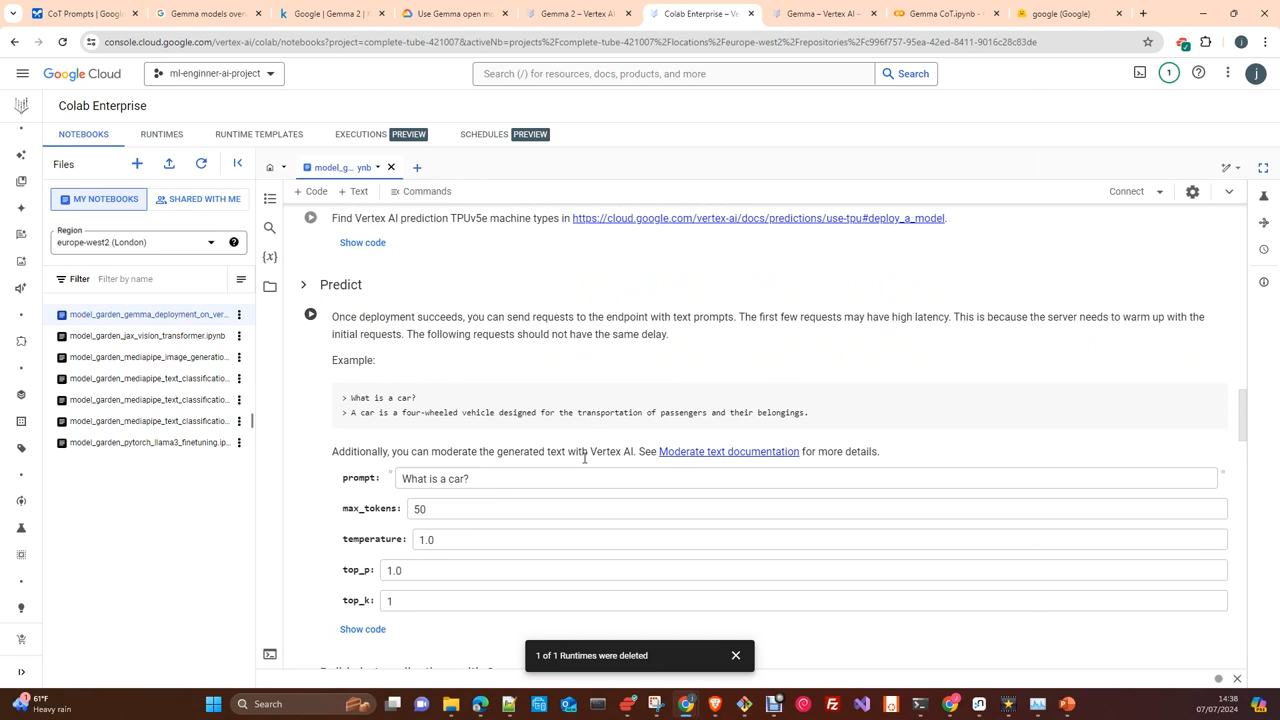 CoT Prompts
Gemma models over
Google | Gemma 2 |
Use Gemma open mo
Gemma 2 – Vertex AI –
Colab Enterprise – Ve
Gemma – Vertex AI –
Gemma CoT.ipynb -
google (Google)
console.cloud.google.com/vertex-ai/colab/notebooks?project=complete-tube-421007&activeNb=projects%2Fcomplete-tube-421007%2Flocations%2Feurope-west2%2Frepositories%2Fc996f757-95ea-42ed-8411-9016c28c83de
Google Cloud
ml-enginner-ai-project
Search (/) for resources, docs, products, and more
Search
1
j
Colab Enterprise
NOTEBOOKS
RUNTIMES
RUNTIME TEMPLATES
EXECUTIONS PREVIEW
SCHEDULES PREVIEW
Files
model_g... ynb
MY NOTEBOOKS
SHARED WITH ME
+ Code + Text Commands
Connect
Region
europe-west2 (London)
Filter Filter by name
model_garden_gemma_deployment_on_ver...
model_garden_jax_vision_transformer.ipynb
model_garden_mediapipe_image_generatio...
model_garden_mediapipe_text_classificatio...
model_garden_mediapipe_text_classificatio...
model_garden_mediapipe_text_classificatio...
model_garden_pytorch_llama3_finetuning.ip...
Find Vertex AI prediction TPUv5e machine types in https://cloud.google.com/vertex-ai/docs/predictions/use-tpu#deploy_a_model.
Show code
Predict
Once deployment succeeds, you can send requests to the endpoint with text prompts. The first few requests may have high latency. This is because the server needs to warm up with the
initial requests. The following requests should not have the same delay.
Example:
> What is a car?
> A car is a four-wheeled vehicle designed for the transportation of passengers and their belongings.
Additionally, you can moderate the generated text with Vertex AI. See Moderate text documentation for more details.
prompt: " What is a car? "
max_tokens: 50
temperature: 1.0
top_p: 1.0
top_k: 1
Show code
1 of 1 Runtimes were deleted
61°F
Heavy rain
Search
14:38
07/07/2024